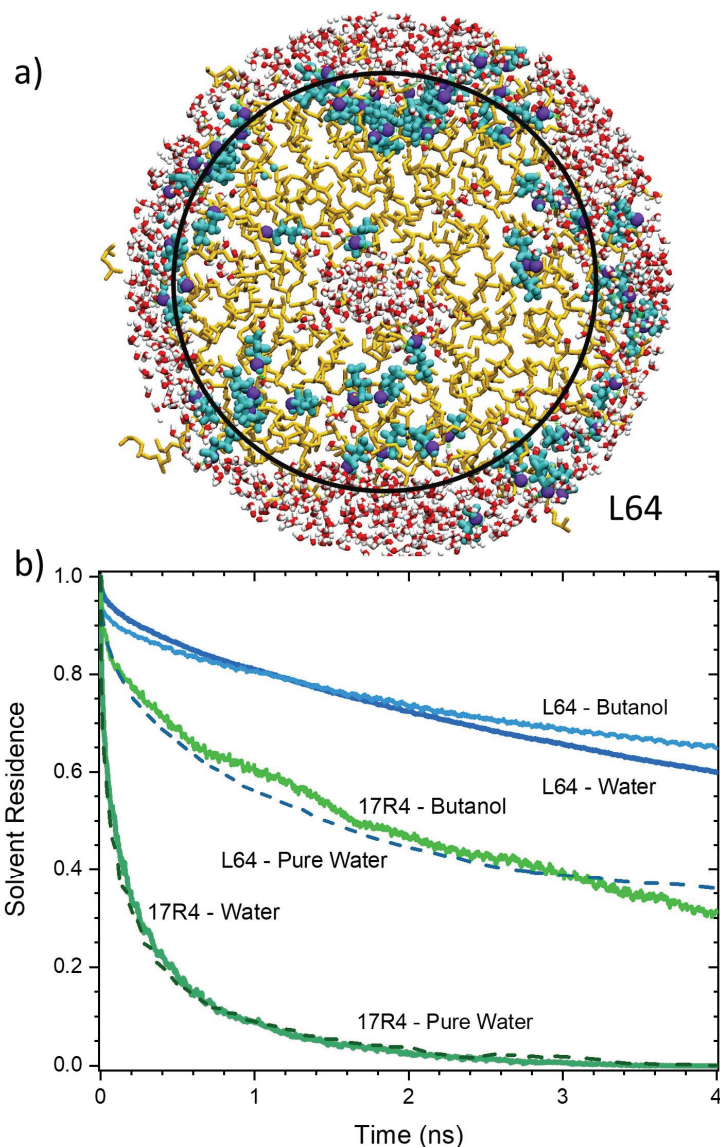 a)
L64
b)
1.0
0.8
0.6
0.4
0.2
0.0
Solvent Residence
L64 - Butanol
L64 - Water
17R4 - Butanol
L64 - Pure Water
17R4 - Water
17R4 - Pure Water
0
1
2
3
4
Time (ns)